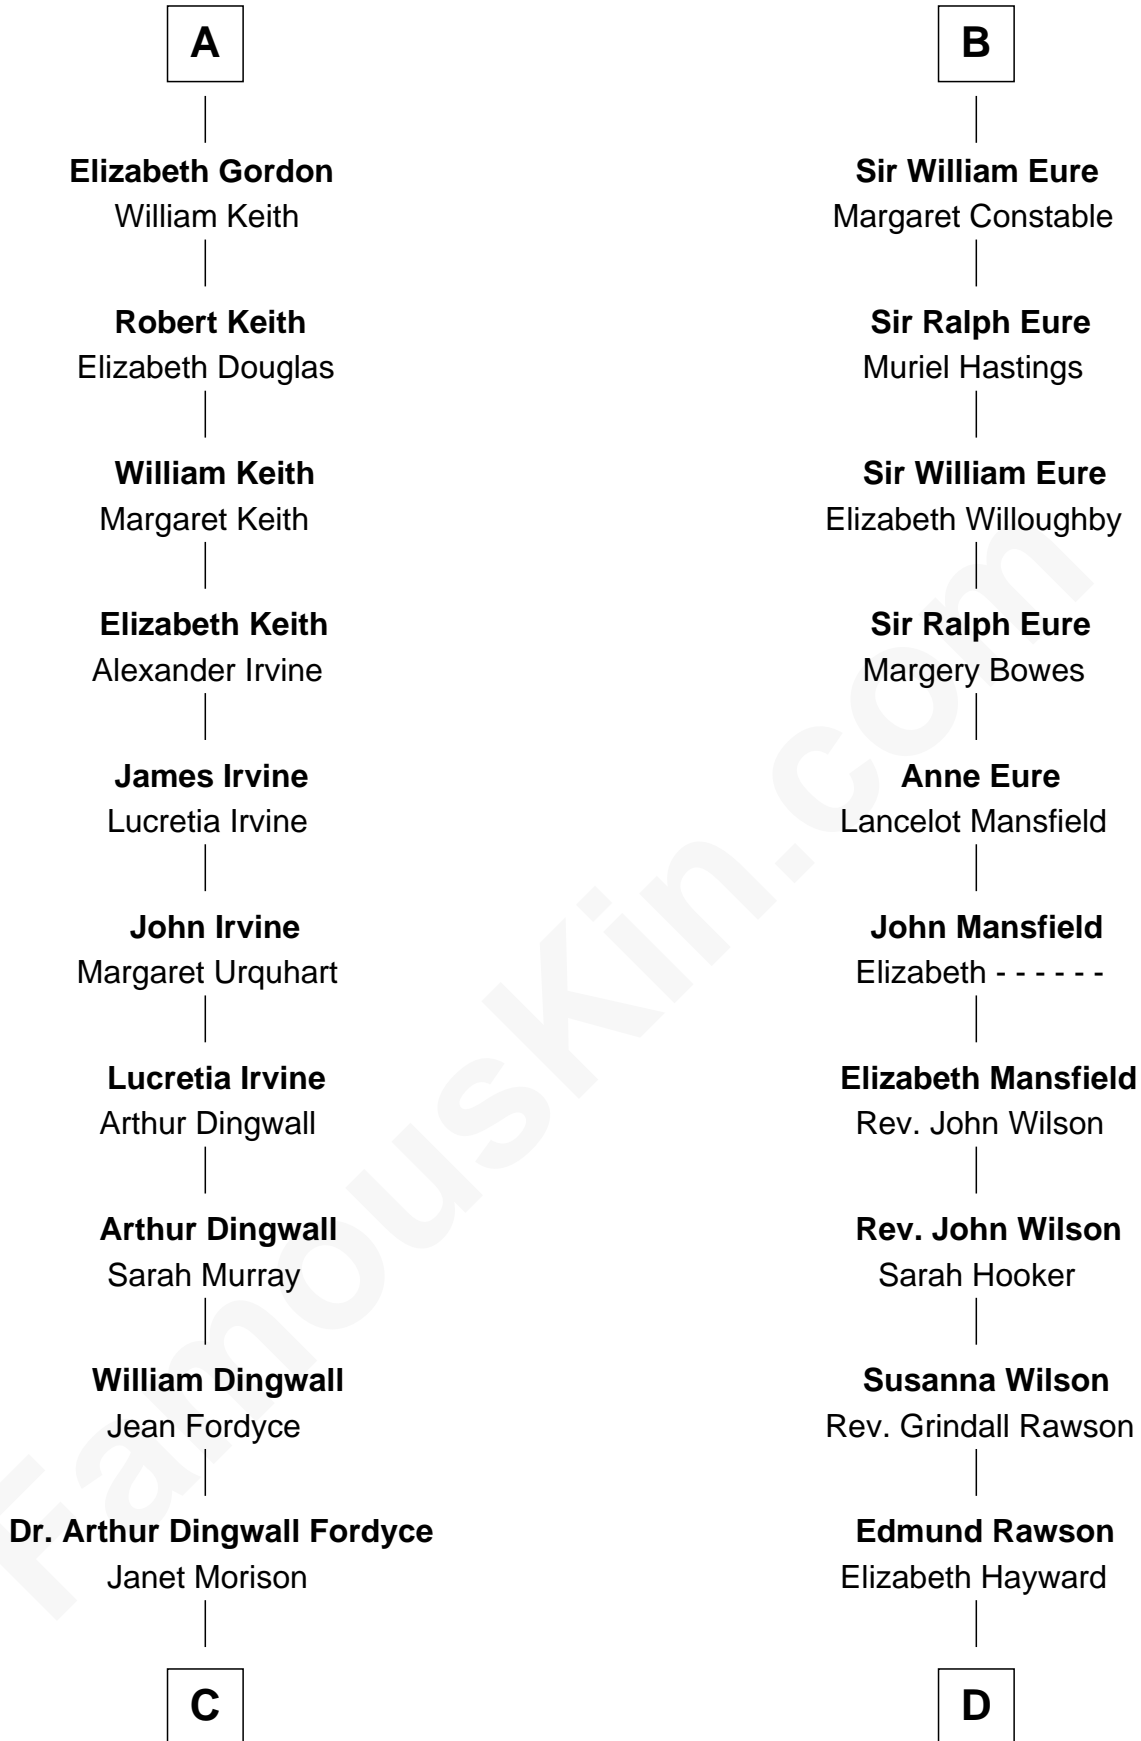 A
Elizabeth Gordon
William Keith
Robert Keith
Elizabeth Douglas
William Keith
Margaret Keith
Elizabeth Keith
Alexander Irvine
James Irvine
Lucretia Irvine
John Irvine
Margaret Urquhart
Lucretia Irvine
Arthur Dingwall
Arthur Dingwall
Sarah Murray
William Dingwall
Jean Fordyce
Dr. Arthur Dingwall Fordyce
Janet Morison
C
B
Sir William Eure
Margaret Constable
Sir Ralph Eure
Muriel Hastings
Sir William Eure
Elizabeth Willoughby
Sir Ralph Eure
Margery Bowes
Anne Eure
Lancelot Mansfield
John Mansfield
Elizabeth - - - - - -
Elizabeth Mansfield
Rev. John Wilson
Rev. John Wilson
Sarah Hooker
Susanna Wilson
Rev. Grindall Rawson
Edmund Rawson
Elizabeth Hayward
D
FamousKin.com